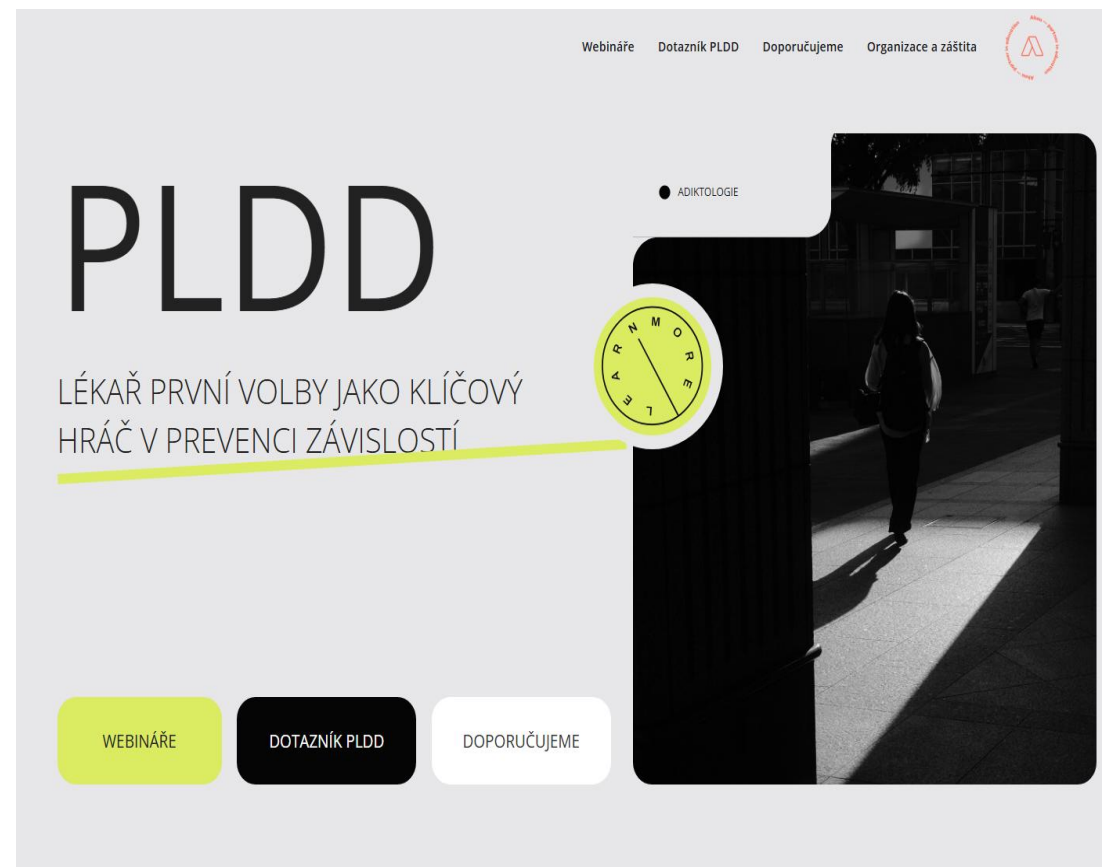 Webináře Dotazník PLDD Doporučujeme Organizace a záštita
PLDD
ADIKTOLOGIE
LEARN MORE
LÉKAŘ PRVNÍ VOLBY JAKO KLÍČOVÝ
HRÁČ V PREVENCI ZÁVISLOSTÍ
WEBINÁŘE
DOTAZNÍK PLDD
DOPORUČUJEME